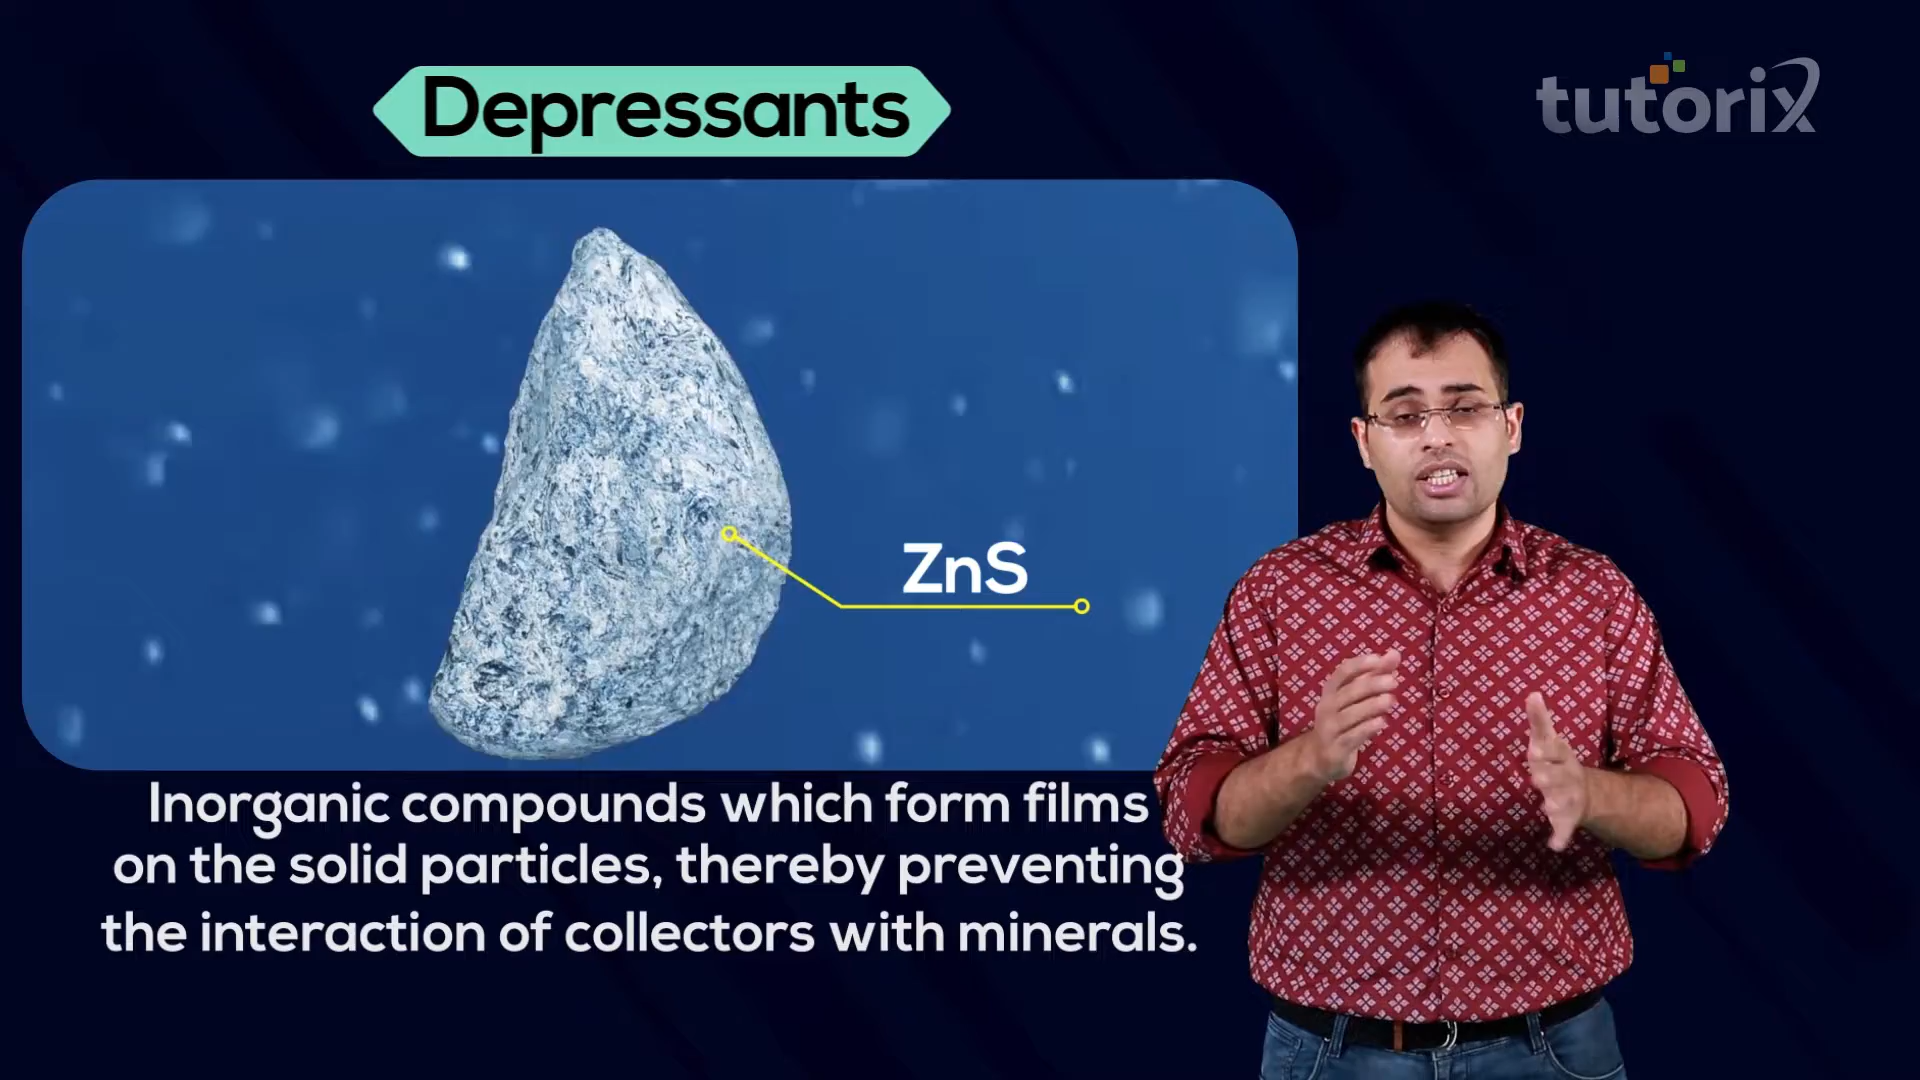 Depressants
tutorix
ZnS
Inorganic compounds which form films
on the solid particles, thereby preventing
the interaction of collectors with minerals.